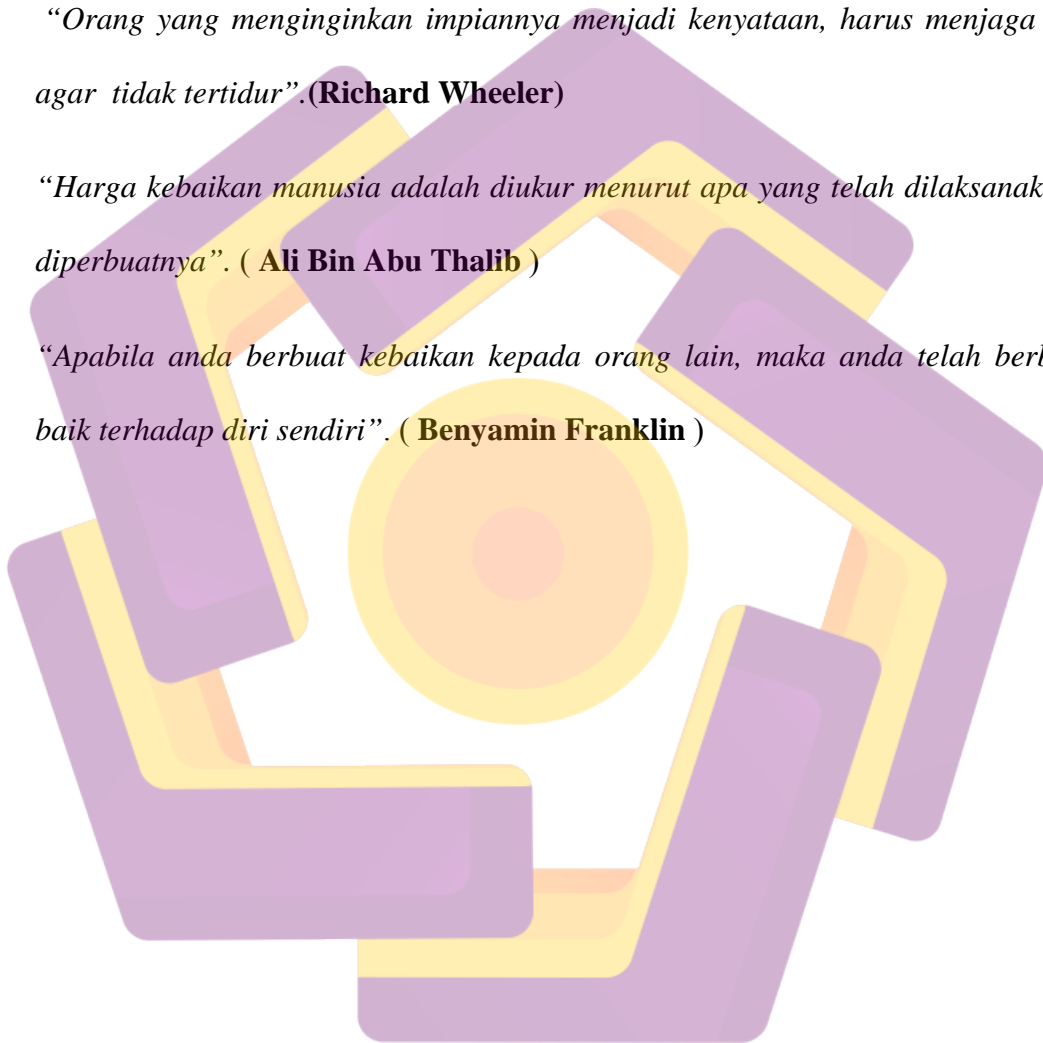 “Orang yang menginginkan impiannya menjadi kenyataan, harus menjaga
agar tidak tertidur”.(Richard Wheeler)
“Harga kebaikan manusia adalah diukur menurut apa yang telah dilaksanak
diperbuatnya”. ( Ali Bin Abu Thalib )
“Apabila anda berbuat kebaikan kepada orang lain, maka anda telah
baik terhadap diri sendiri”. ( Benyamin Franklin )